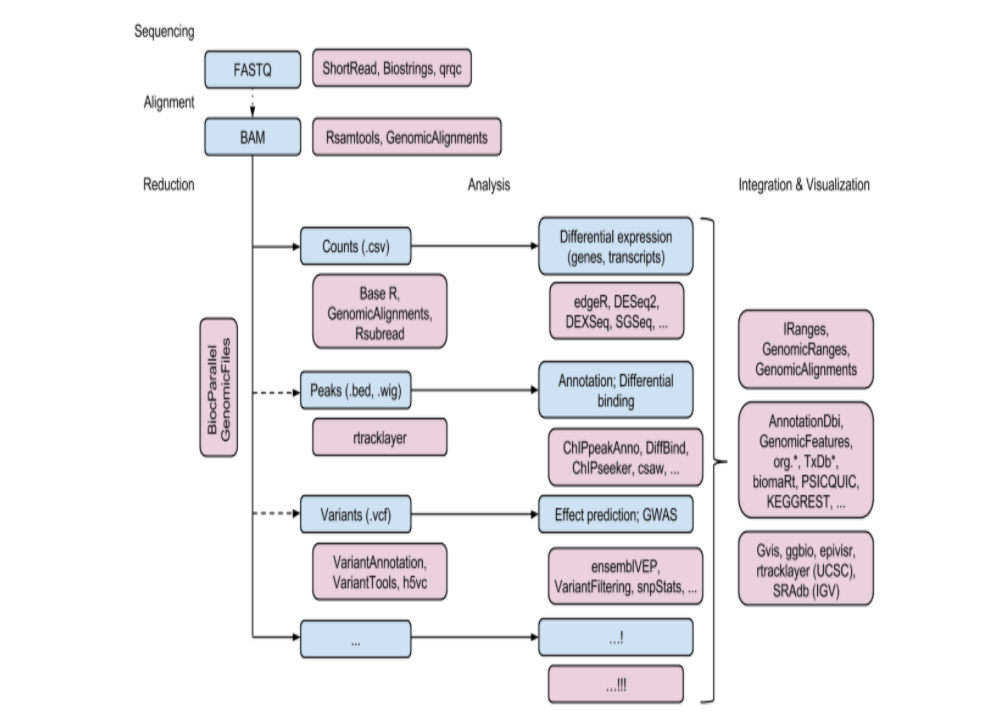 Sequencing
FASTQ
ShortRead, Biostrings, qrqc
Alignment
BAM
Rsamtools, GenomicAlignments
Reduction
Analysis
Integration & Visualization
BiocParallel
GenomicFiles
Counts (.csv)
Base R,
GenomicAlignments,
Rsubread
Differential expression
(genes, transcripts)
edgeR, DESeq2,
DEXSeq, SGSeq, ...
Peaks (.bed, .wig)
rtracklayer
Annotation; Differential
binding
ChIPpeakAnno, DiffBind,
ChIPseeker, csaw, ...
Variants (.vcf)
VariantAnnotation,
VariantTools, h5vc
Effect prediction; GWAS
ensemblVEP,
VariantFiltering, snpStats, ...
...
...!
...!!!
IRanges,
GenomicRanges,
GenomicAlignments
AnnotationDbi,
GenomicFeatures,
org.*, TxDb*,
biomaRt, PSICQUIC,
KEGGREST, ...
Gvis, ggbio, epivisr,
rtracklayer (UCSC),
SRAdb (IGV)